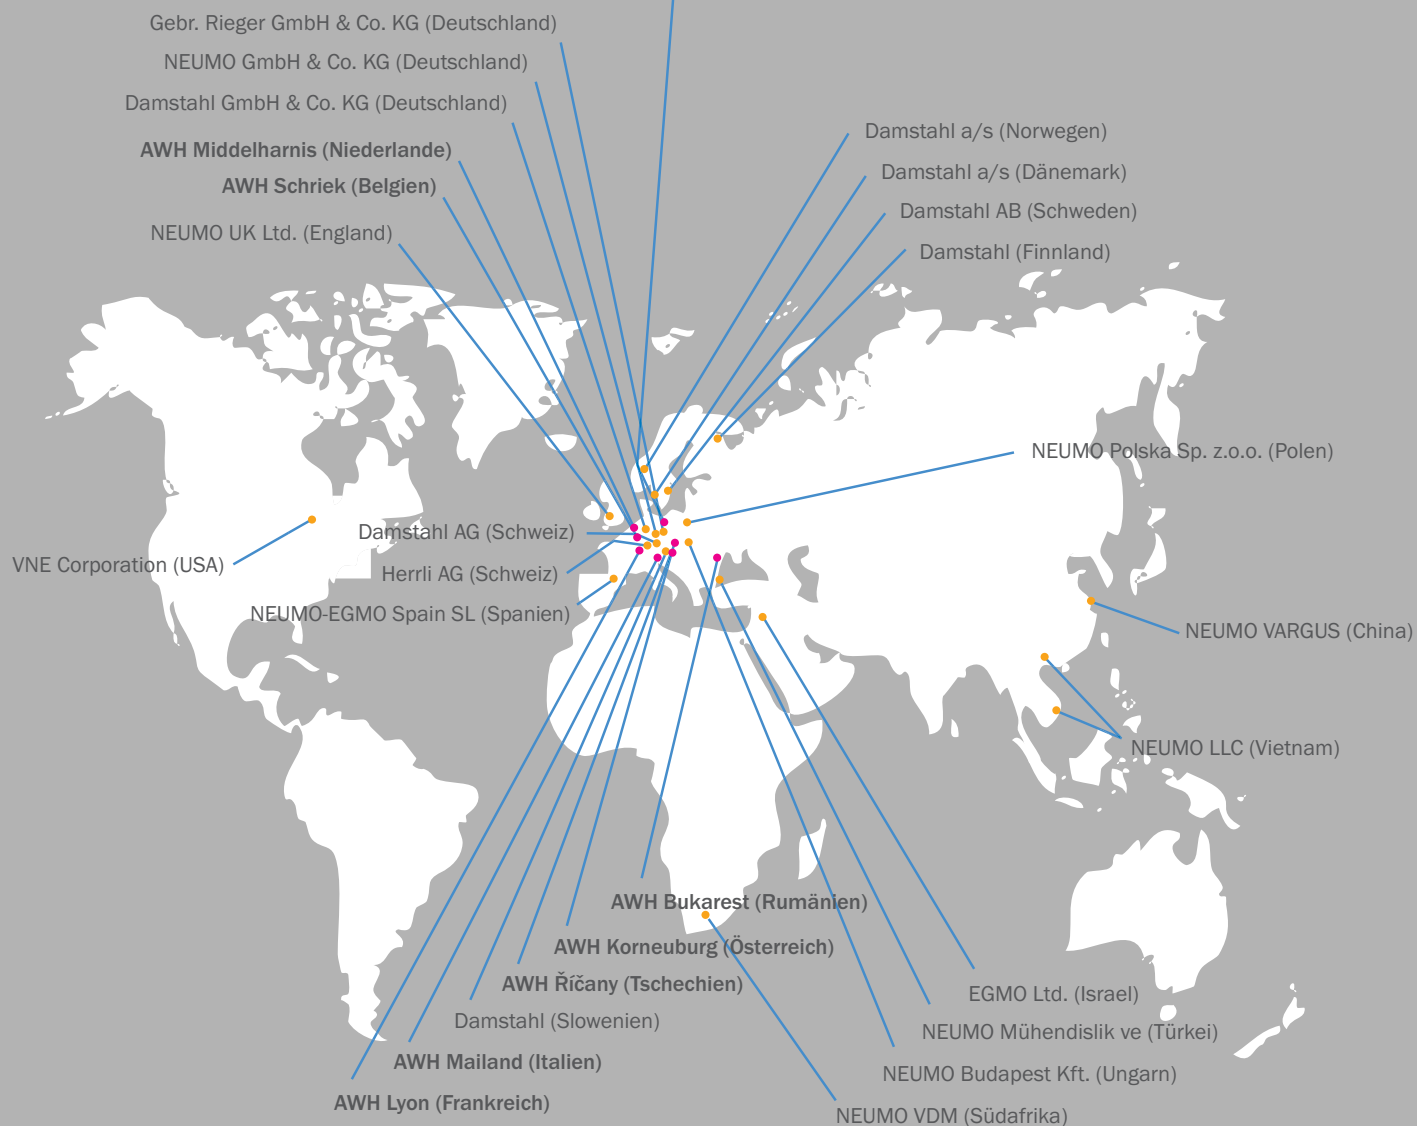 Gebr. Rieger GmbH & Co. KG (Deutschland)
NEUMO GmbH & Co. KG (Deutschland)
Damstahl GmbH & Co. KG (Deutschland)
AWH Middelharnis (Niederlande)
AWH Schriek (Belgien)
NEUMO UK Ltd. (England)
Damstahl a/s (Norwegen)
Damstahl a/s (Dänemark)
Damstahl AB (Schweden)
Damstahl (Finnland)
NEUMO Polska Sp. z.o.o. (Polen)
Damstahl AG (Schweiz)
VNE Corporation (USA)
Herrli AG (Schweiz)
NEUMO-EGMO Spain SL (Spanien)
NEUMO VARGUS (China)
NEUMO LLC (Vietnam)
AWH Bukarest (Rumänien)
AWH Korneuburg (Österreich)
AWH Říčany (Tschechien)
Damstahl (Slowenien)
AWH Mailand (Italien)
AWH Lyon (Frankreich)
EGMO Ltd. (Israel)
NEUMO Mühendislik ve (Türkei)
NEUMO Budapest Kft. (Ungarn)
NEUMO VDM (Südafrika)